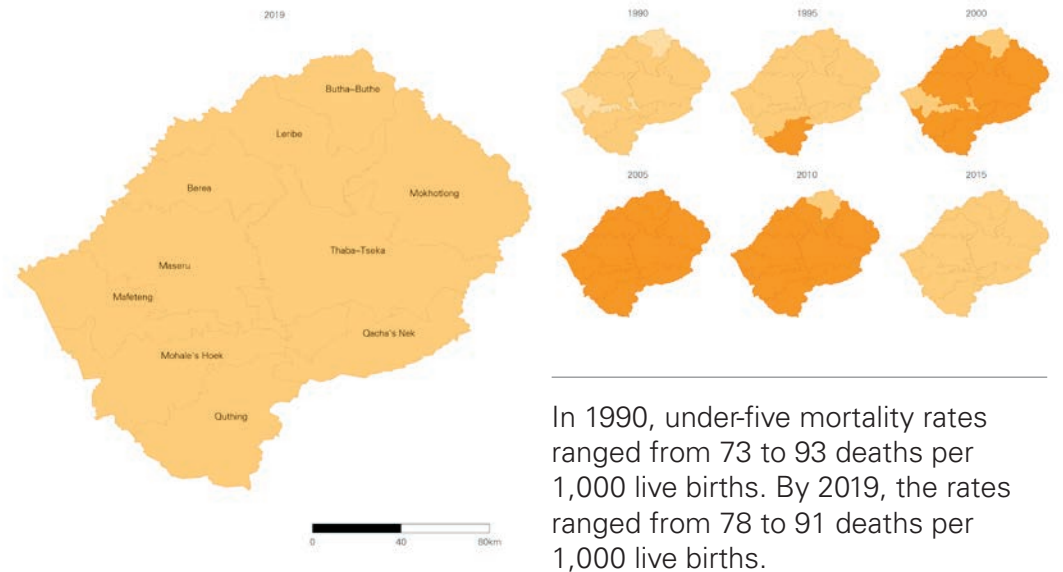 2019
Butha-Buthe
Leribe
Berea
Mokhotlong
Thaba-Tseka
Maseru
Mafeteng
Qacha's Nek
Mohale's Hoek
Quthing
0 40 80km
1990 1995 2000
2005 2010 2015
In 1990, under-five mortality rates
ranged from 73 to 93 deaths per
1,000 live births. By 2019, the rates
ranged from 78 to 91 deaths per
1,000 live births.